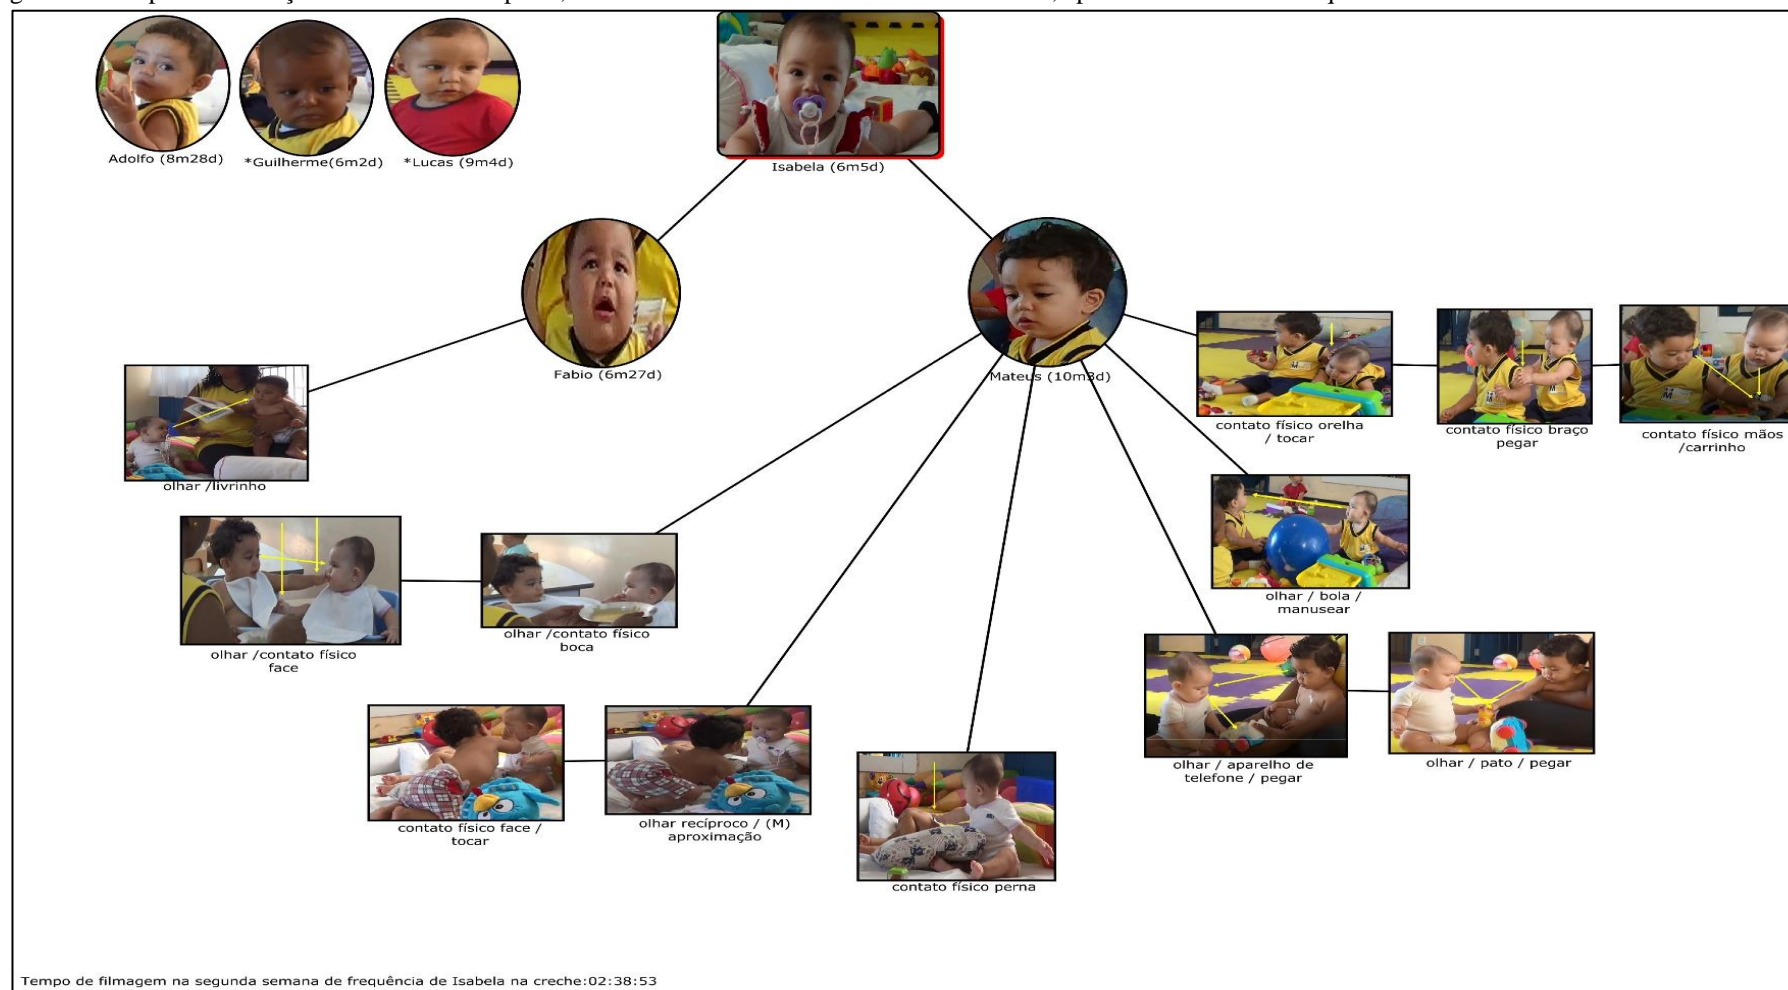 Adolfo (8m28d)
*Guilherme(6m2d)
*Lucas (9m4d)
Isabela (6m5d)
Fabio (6m27d)
Mateus (10m3d)
contato físico orelha
/ tocar
contato físico braço
pegar
contato físico mãos
/carrinho
olhar /livrinho
olhar / bola /
manusear
olhar /contato físico
face
olhar /contato físico
boca
olhar / aparelho de
telefone / pegar
olhar / pato / pegar
contato físico face /
tocar
olhar recíproco / (M)
aproximação
contato físico perna
Tempo de filmagem na segunda semana de frequência de Isabela na creche:02:38:53